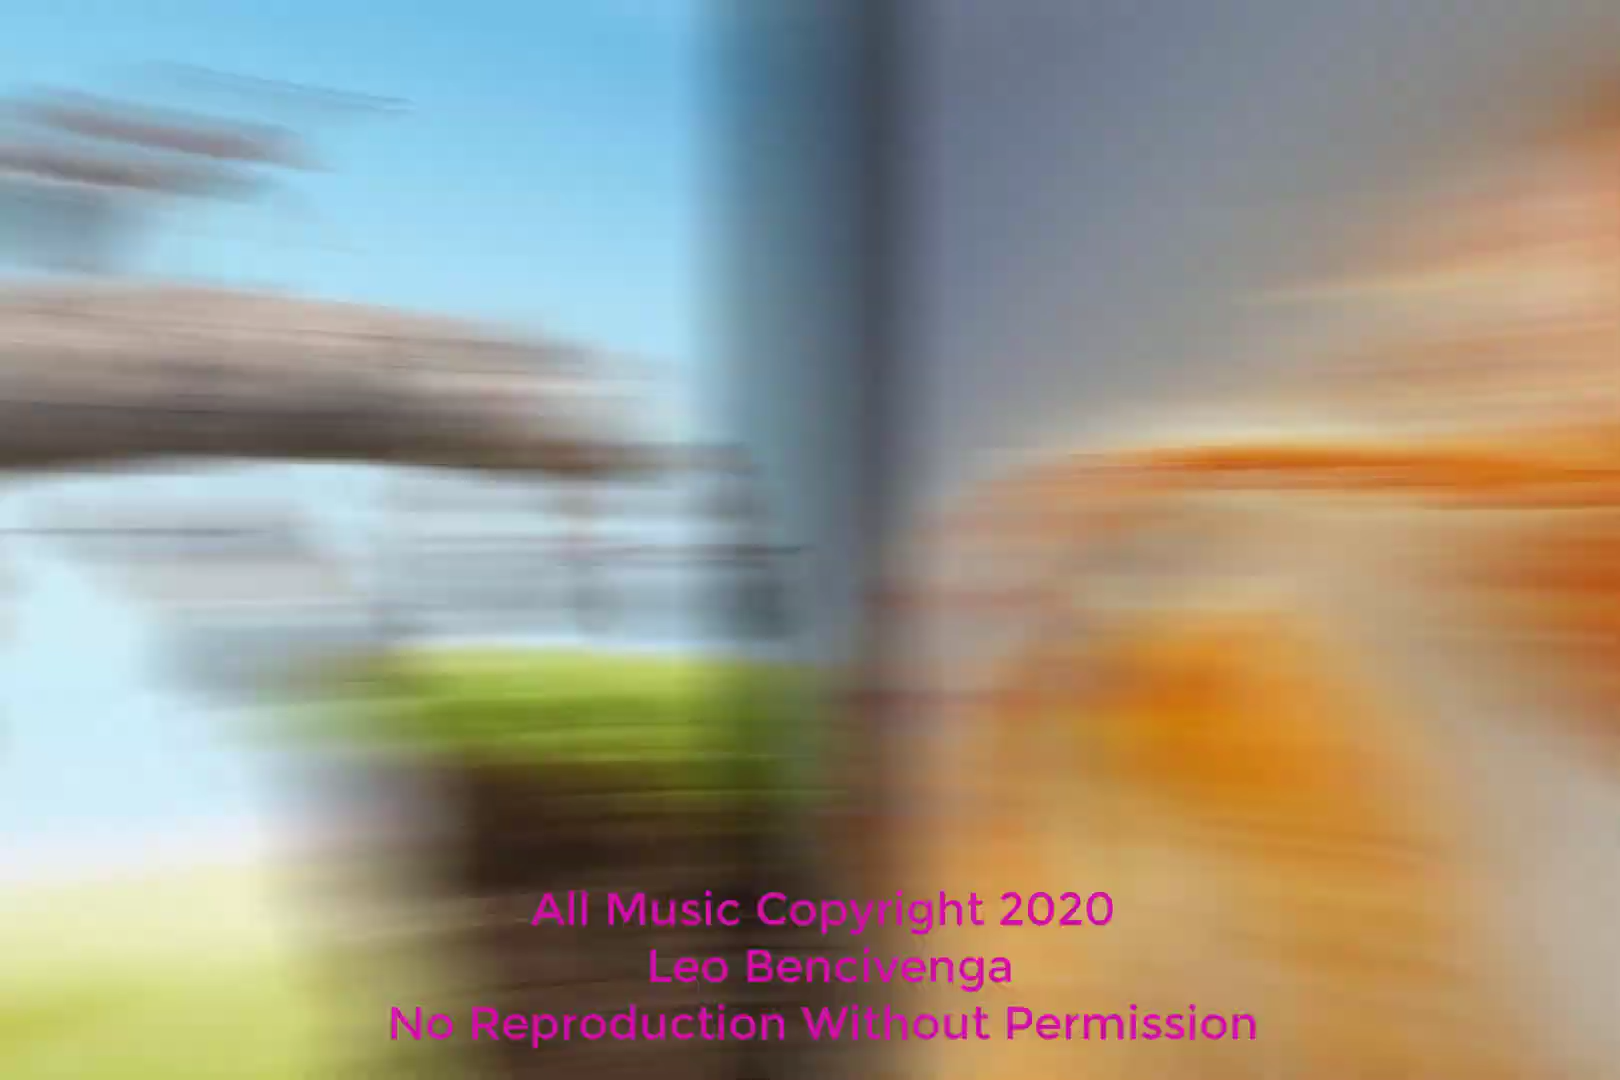 All Music Copyright 2020
Leo Bencivenga
No Reproduction Without Permission